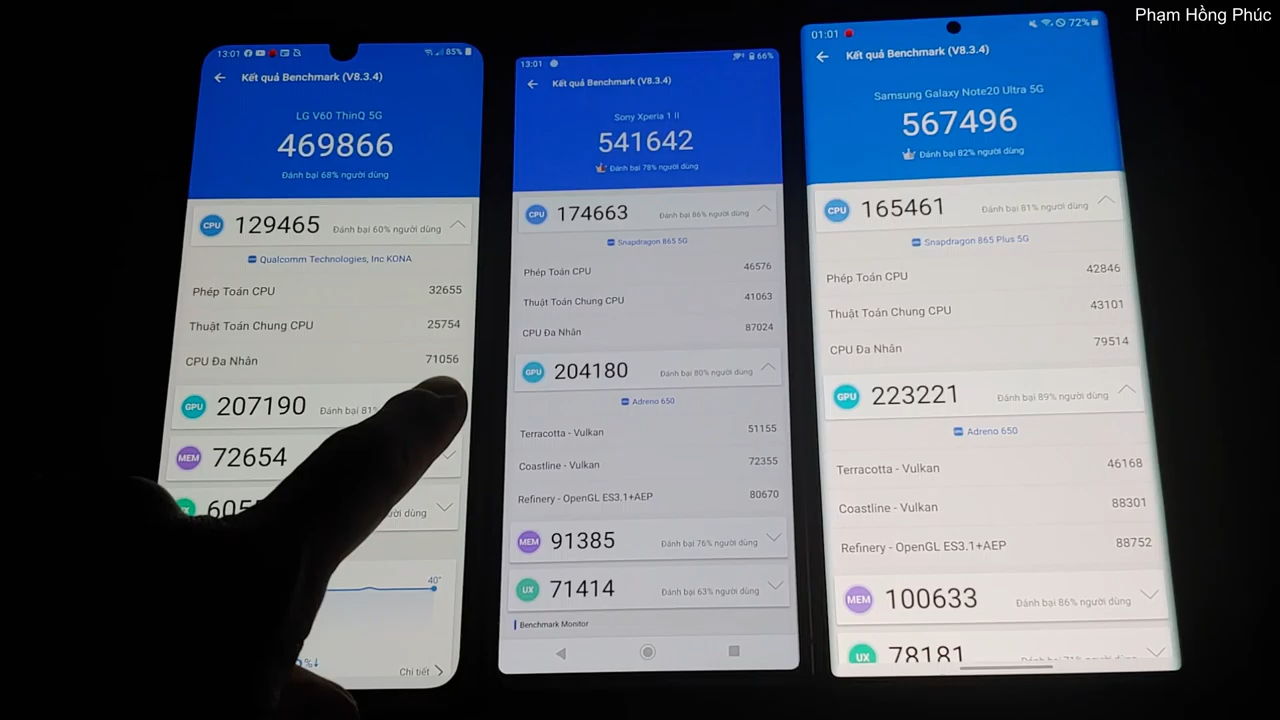 Phạm Hồng Phúc
13:01 85%
Kết quả Benchmark (V8.3.4)
LG V60 ThinQ 5G
469866
Đánh bại 68% người dùng
CPU 129465 Đánh bại 60% người dùng
Qualcomm Technologies, Inc KONA
Phép Toán CPU 32655
Thuật Toán Chung CPU 25754
CPU Đa Nhân 71056
GPU 207190 Đánh bại 81%
MEM 72654
dùng
40°
Chi tiết
13:01 66%
Kết quả Benchmark (V8.3.4)
Sony Xperia 1 II
541642
Đánh bại 78% người dùng
CPU 174663 Đánh bại 86% người dùng
Snapdragon 865 5G
Phép Toán CPU 46576
Thuật Toán Chung CPU 41063
CPU Đa Nhân 87024
GPU 204180 Đánh bại 80% người dùng
Adreno 650
Terracotta - Vulkan 51155
Coastline - Vulkan 72355
Refinery - OpenGL ES3.1+AEP 80670
MEM 91385 Đánh bại 76% người dùng
UX 71414 Đánh bại 63% người dùng
Benchmark Monitor
01:01 72%
Kết quả Benchmark (V8.3.4)
Samsung Galaxy Note20 Ultra 5G
567496
Đánh bại 82% người dùng
CPU 165461 Đánh bại 81% người dùng
Snapdragon 865 Plus 5G
Phép Toán CPU 42846
Thuật Toán Chung CPU 43101
CPU Đa Nhân 79514
GPU 223221 Đánh bại 89% người dùng
Adreno 650
Terracotta - Vulkan 46168
Coastline - Vulkan 88301
Refinery - OpenGL ES3.1+AEP 88752
MEM 100633 Đánh bại 86% người dùng
UX 78181